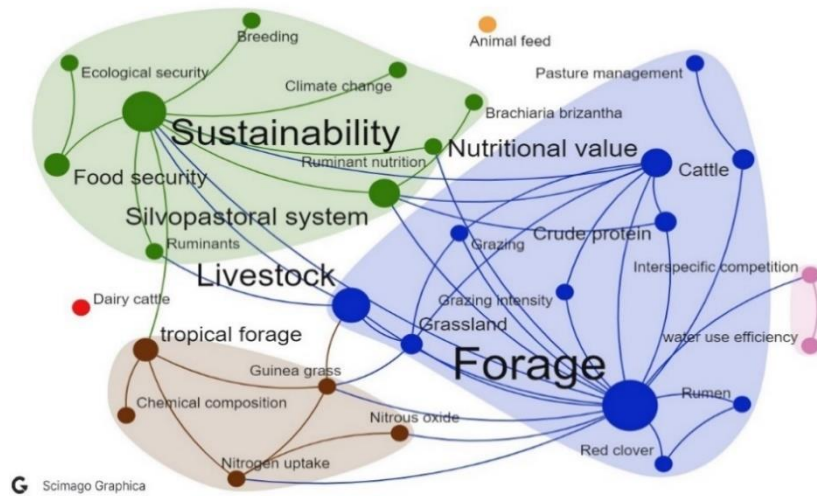 Breeding
Animal feed
Ecological security
Climate change
Pasture management
Brachiaria brizantha
Sustainability
Nutritional value
Ruminant nutrition
Cattle
Food security
Silvopastoral system
Crude protein
Ruminants
Grazing
Livestock
Interspecific competition
Dairy cattle
Grazing intensity
Grassland
tropical forage
water use efficiency
Forage
Guinea grass
Rumen
Chemical composition
Nitrous oxide
Red clover
Nitrogen uptake
G Scimago Graphica